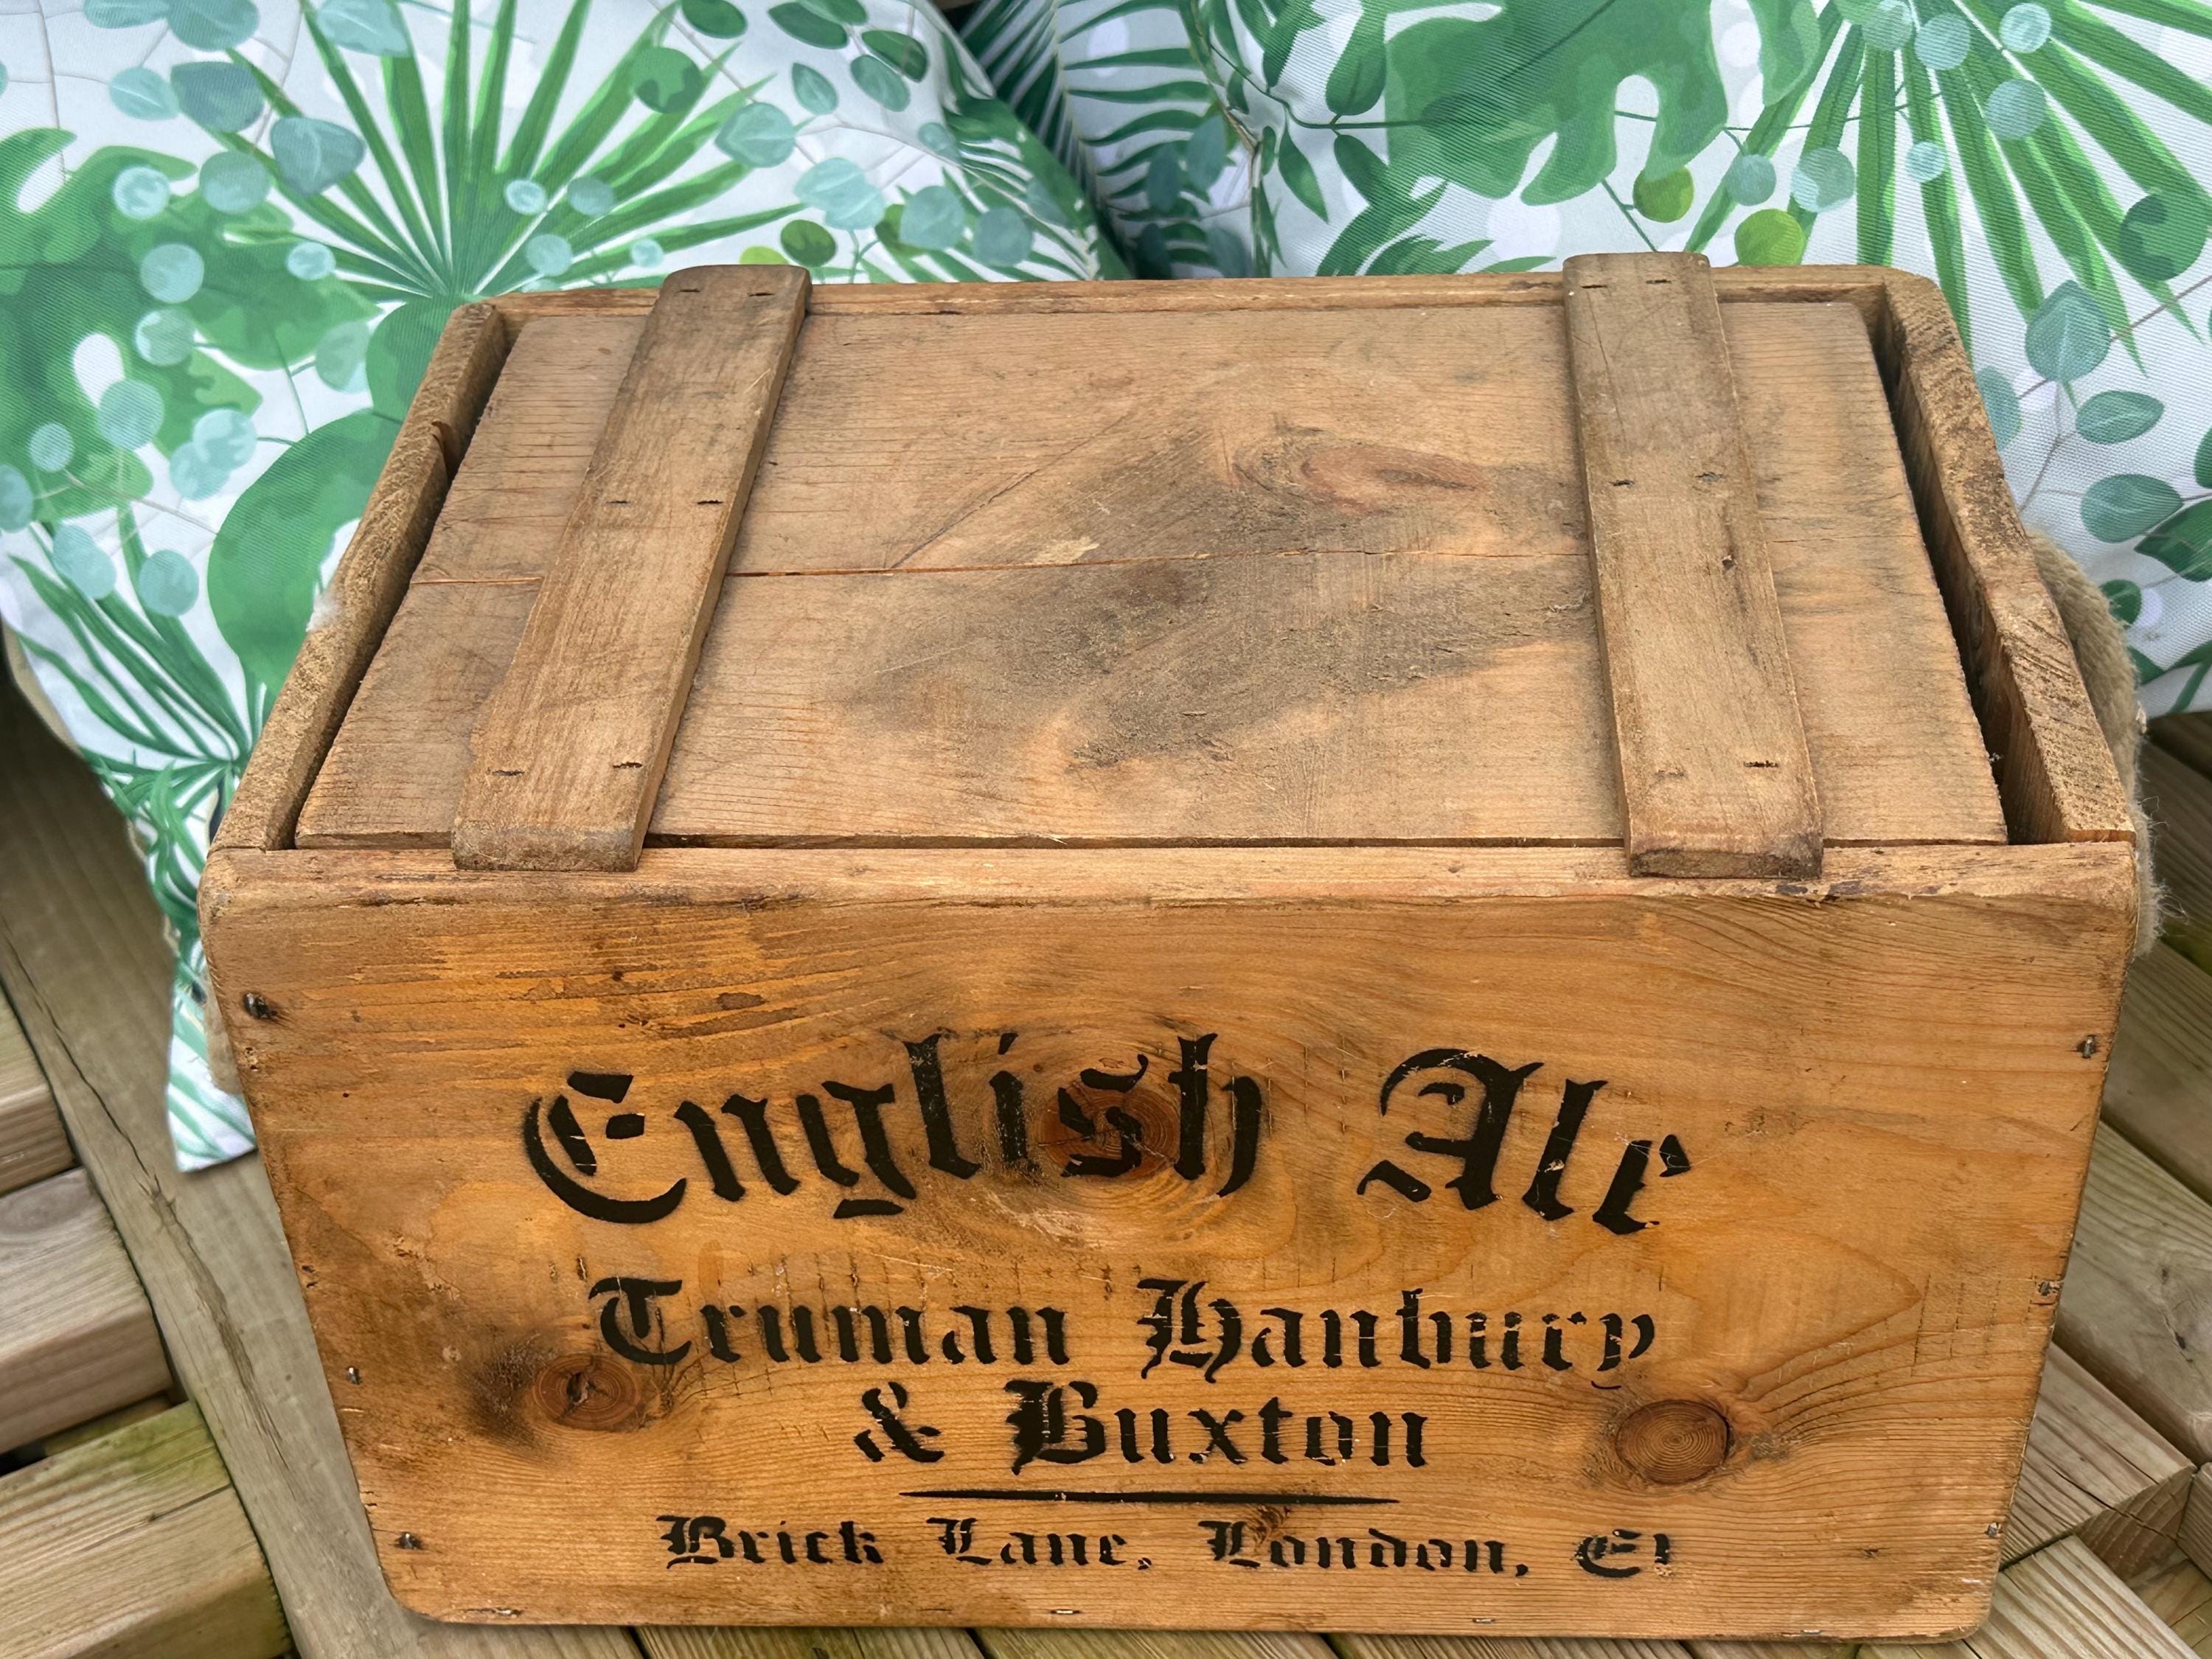 English Ale
Truman Hanbury
& Buxton
Brick Lane, London, E1